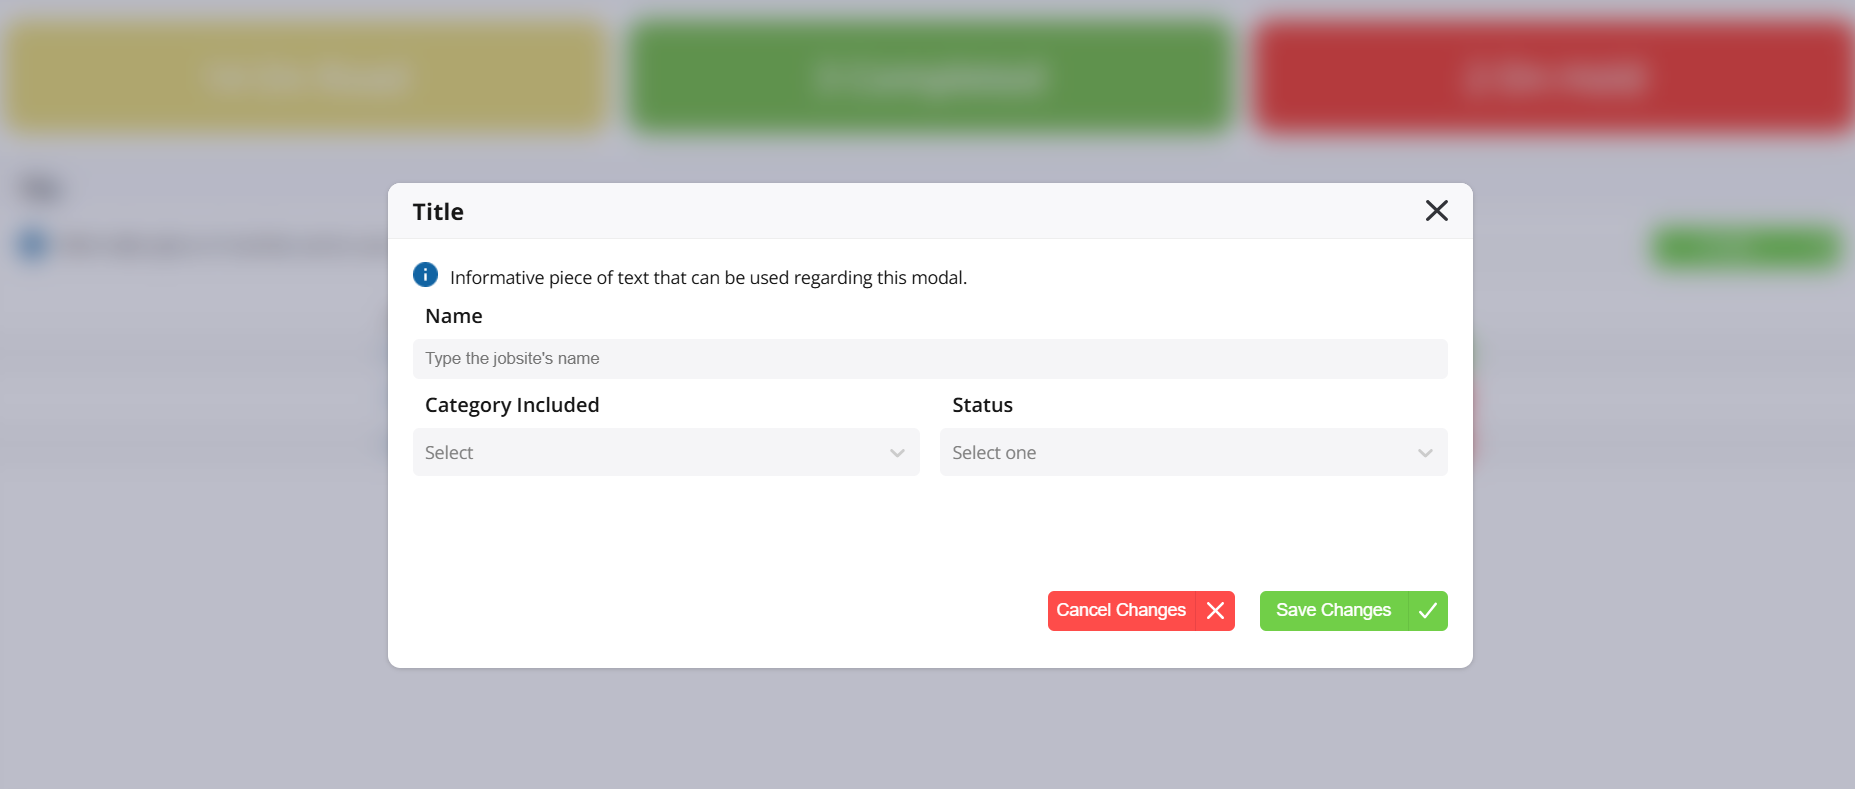 Title
Informative piece of text that can be used regarding this modal.
Name
Type the jobsite's name
Category Included
Status
Select
Select one
Cancel Changes
Save Changes